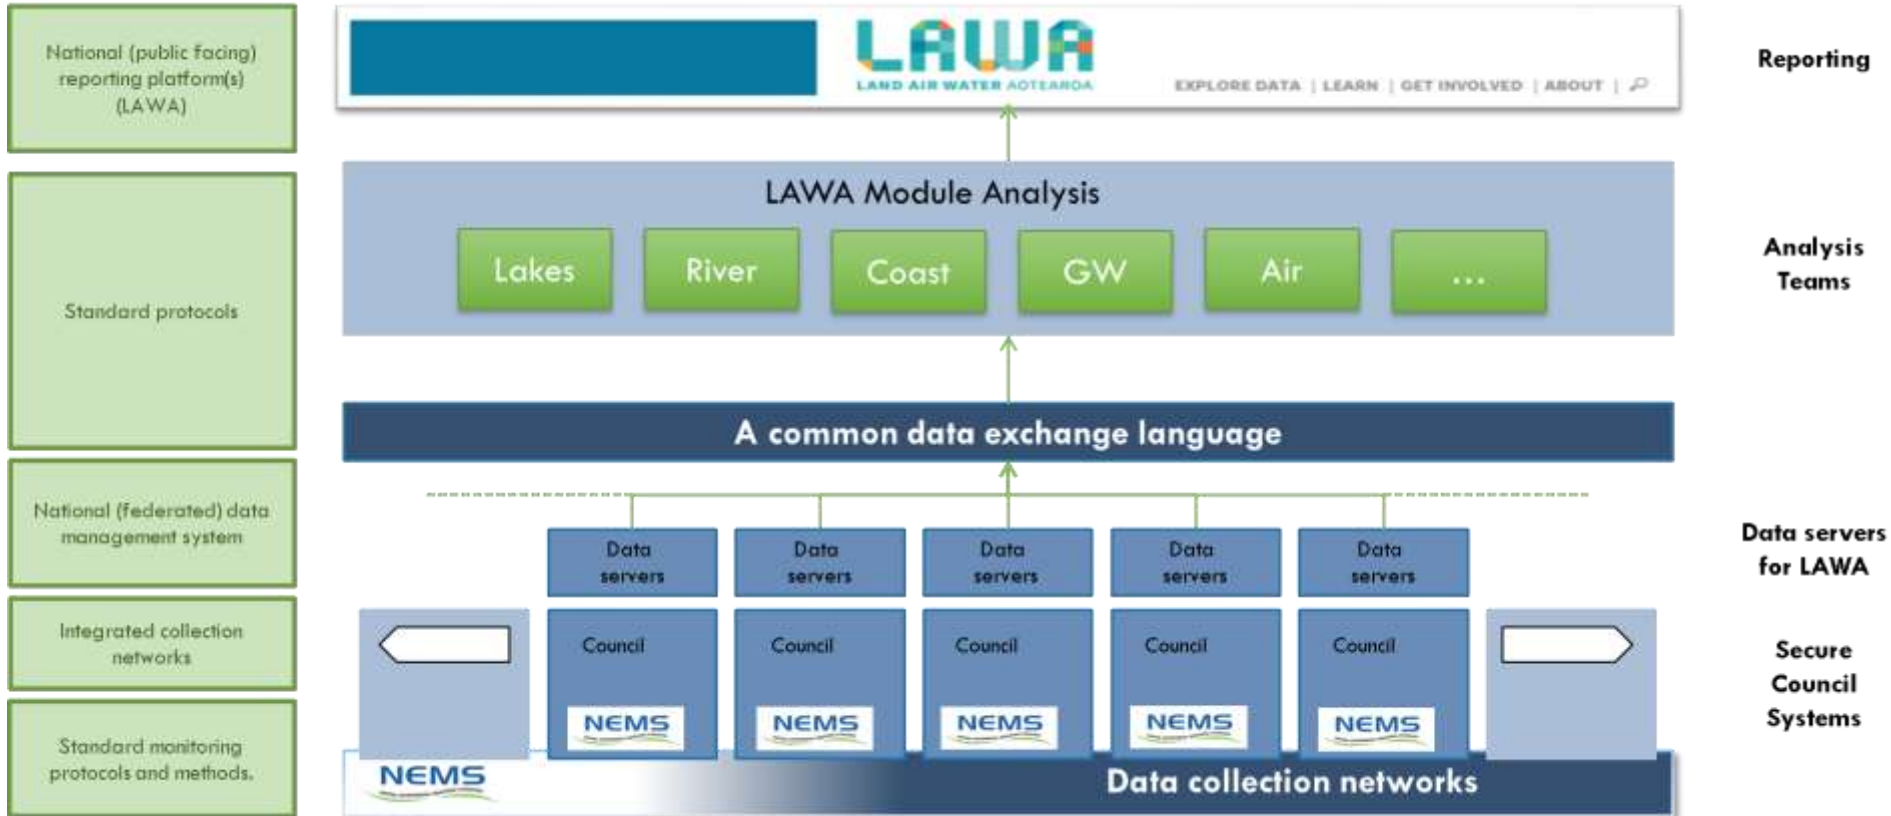 National (public facing)
reporting platform(s)
(LAWA)
LAWA
LAND AIR WATER AOTEAROA
EXPLORE DATA | LEARN | GET INVOLVED | ABOUT |
Reporting
Standard protocols
LAWA Module Analysis
Lakes
River
Coast
GW
Air
...
Analysis
Teams
A common data exchange language
National (federated) data
management system
Data
servers
Data
servers
Data
servers
Data
servers
Data
servers
Data servers
for LAWA
Integrated collection
networks
Council
Council
Council
Council
Council
Secure
Council
Systems
NEMS
NEMS
NEMS
NEMS
NEMS
Standard monitoring
protocols and methods.
NEMS
Data collection networks